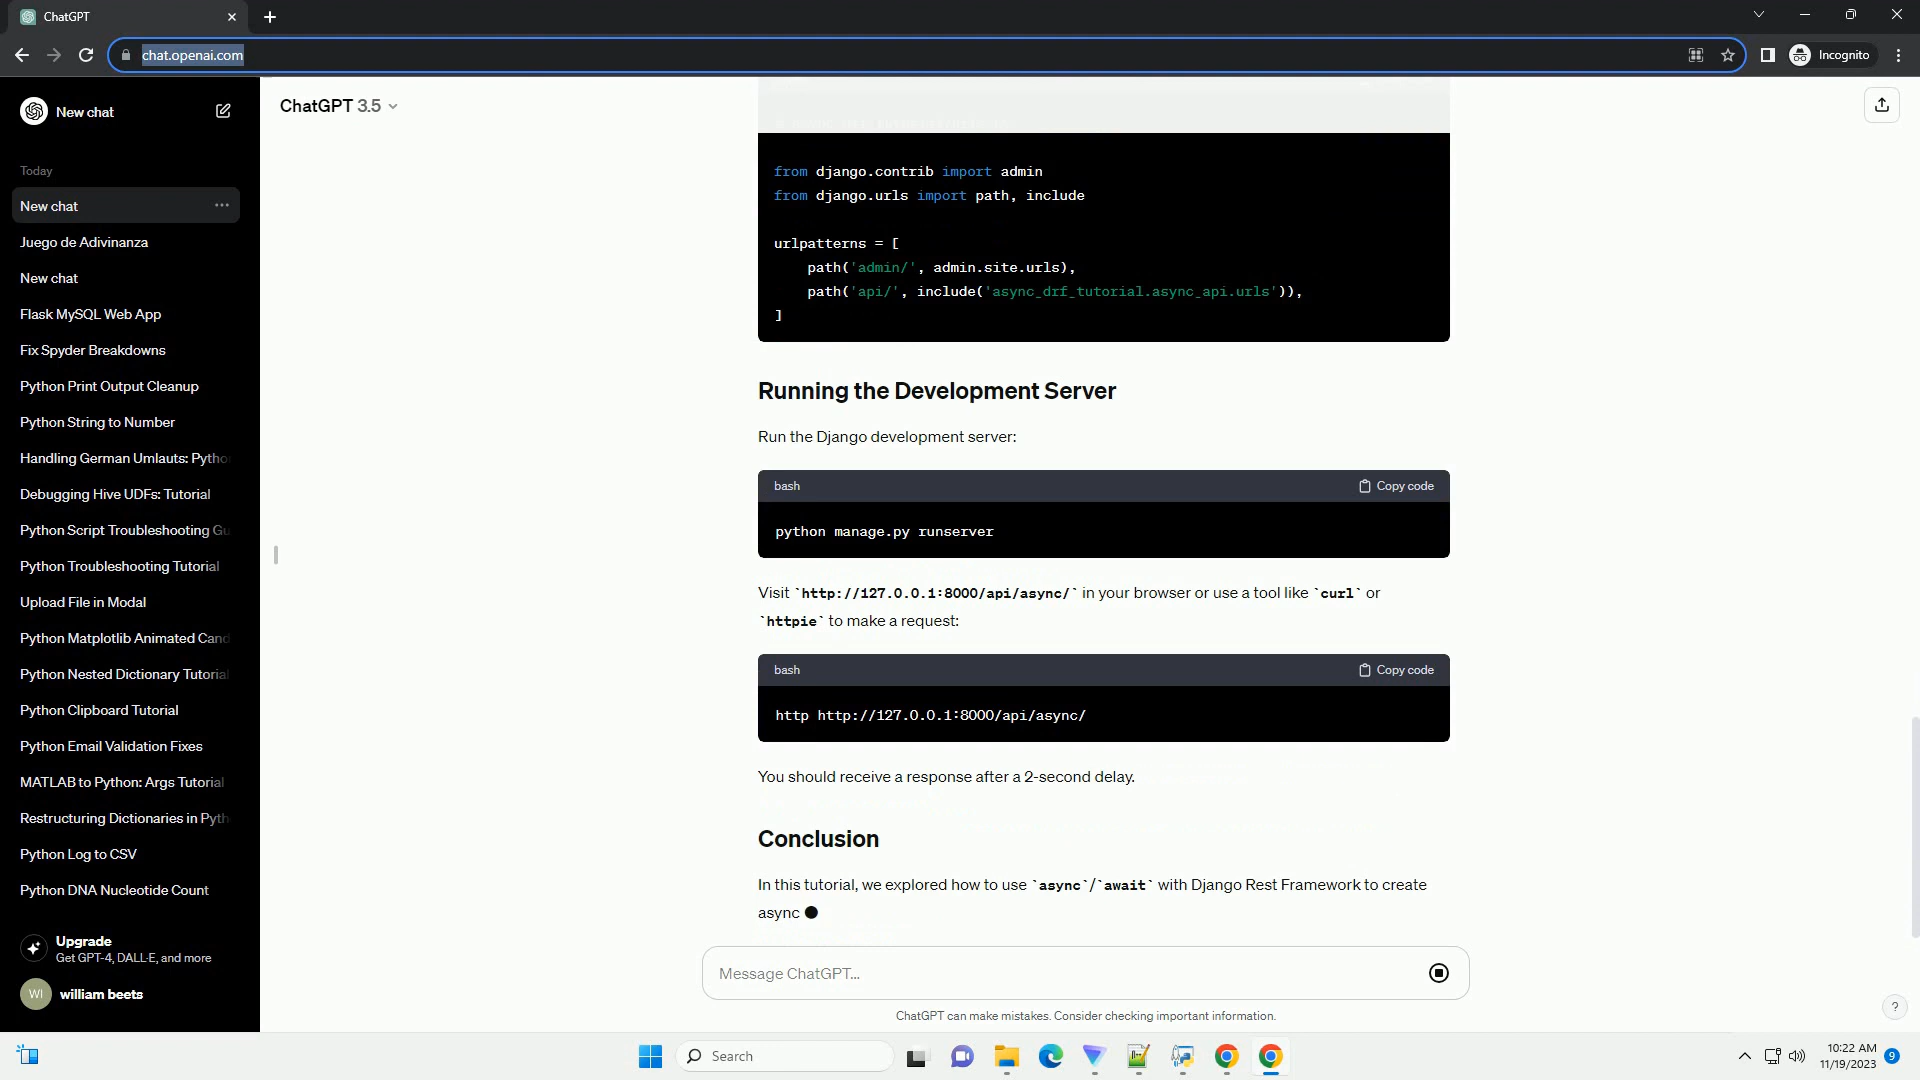 ChatGPT
chat.openai.com
Incognito
New chat
ChatGPT 3.5
Today
New chat
Juego de Adivinanza
New chat
Flask MySQL Web App
Fix Spyder Breakdowns
Python Print Output Cleanup
Python String to Number
Handling German Umlauts: Pytho
Debugging Hive UDFs: Tutorial
Python Script Troubleshooting Gu
Python Troubleshooting Tutorial
Upload File in Modal
Python Matplotlib Animated Cand
Python Nested Dictionary Tutorial
Python Clipboard Tutorial
Python Email Validation Fixes
MATLAB to Python: Args Tutorial
Restructuring Dictionaries in Pyth
Python Log to CSV
Python DNA Nucleotide Count
Upgrade
Get GPT-4, DALL·E, and more
WI
william beets
from django.contrib import admin
from django.urls import path, include
urlpatterns = [
path('admin/', admin.site.urls),
path('api/', include('async_drf_tutorial.async_api.urls')),
]
Running the Development Server
Run the Django development server:
bash
Copy code
python manage.py runserver
Visit `http://127.0.0.1:8000/api/async/` in your browser or use a tool like `curl` or
`httpie` to make a request:
bash
Copy code
http http://127.0.0.1:8000/api/async/
You should receive a response after a 2-second delay.
Conclusion
In this tutorial, we explored how to use `async`/`await` with Django Rest Framework to create
async
Message ChatGPT...
ChatGPT can make mistakes. Consider checking important information.
?
Search
10:22 AM
11/19/2023
9